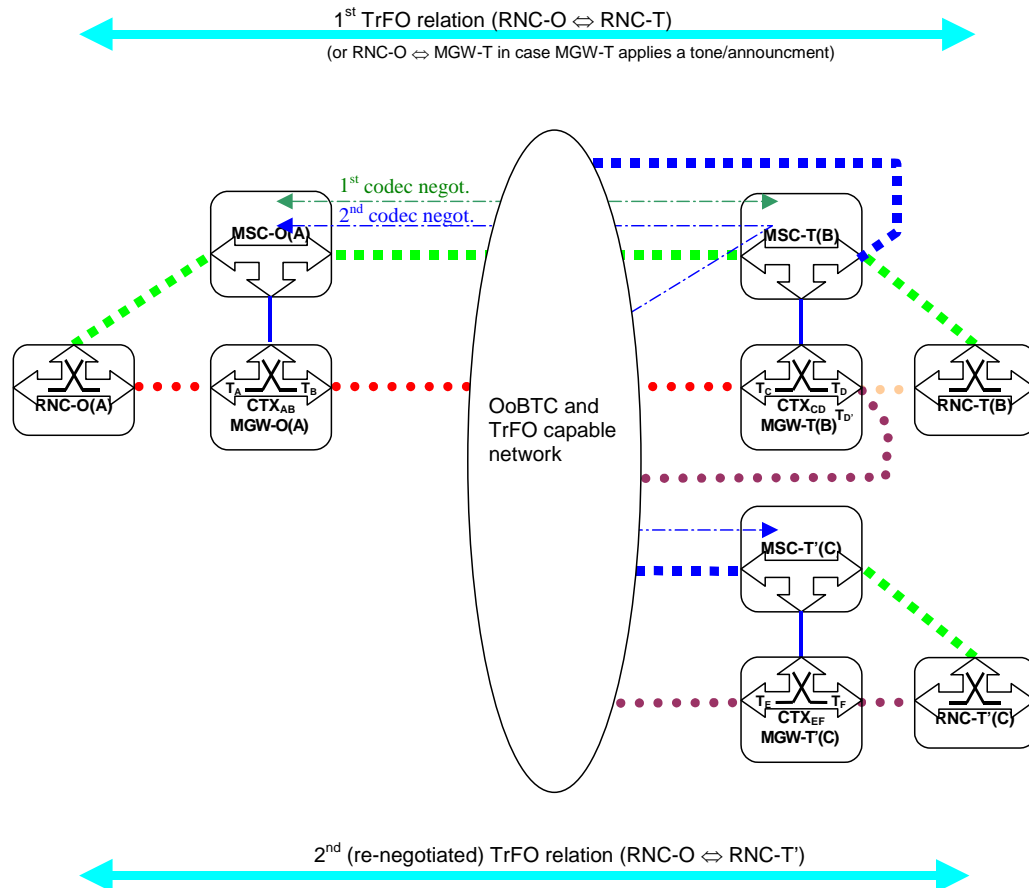 1st TrFO relation (RNC-O ⇔ RNC-T)
(or RNC-O ⇔ MGW-T in case MGW-T applies a tone/announcment)
1st codec negot.
2nd codec negot.
MSC-O(A)
MSC-T(B)
RNC-O(A)
TA TB
CTXAB
MGW-O(A)
OoBTC and
TrFO capable
network
TC TD
CTXCD
TD'
MGW-T(B)
RNC-T(B)
MSC-T'(C)
TE TF
CTXEF
MGW-T'(C)
RNC-T'(C)
2nd (re-negotiated) TrFO relation (RNC-O ⇔ RNC-T')